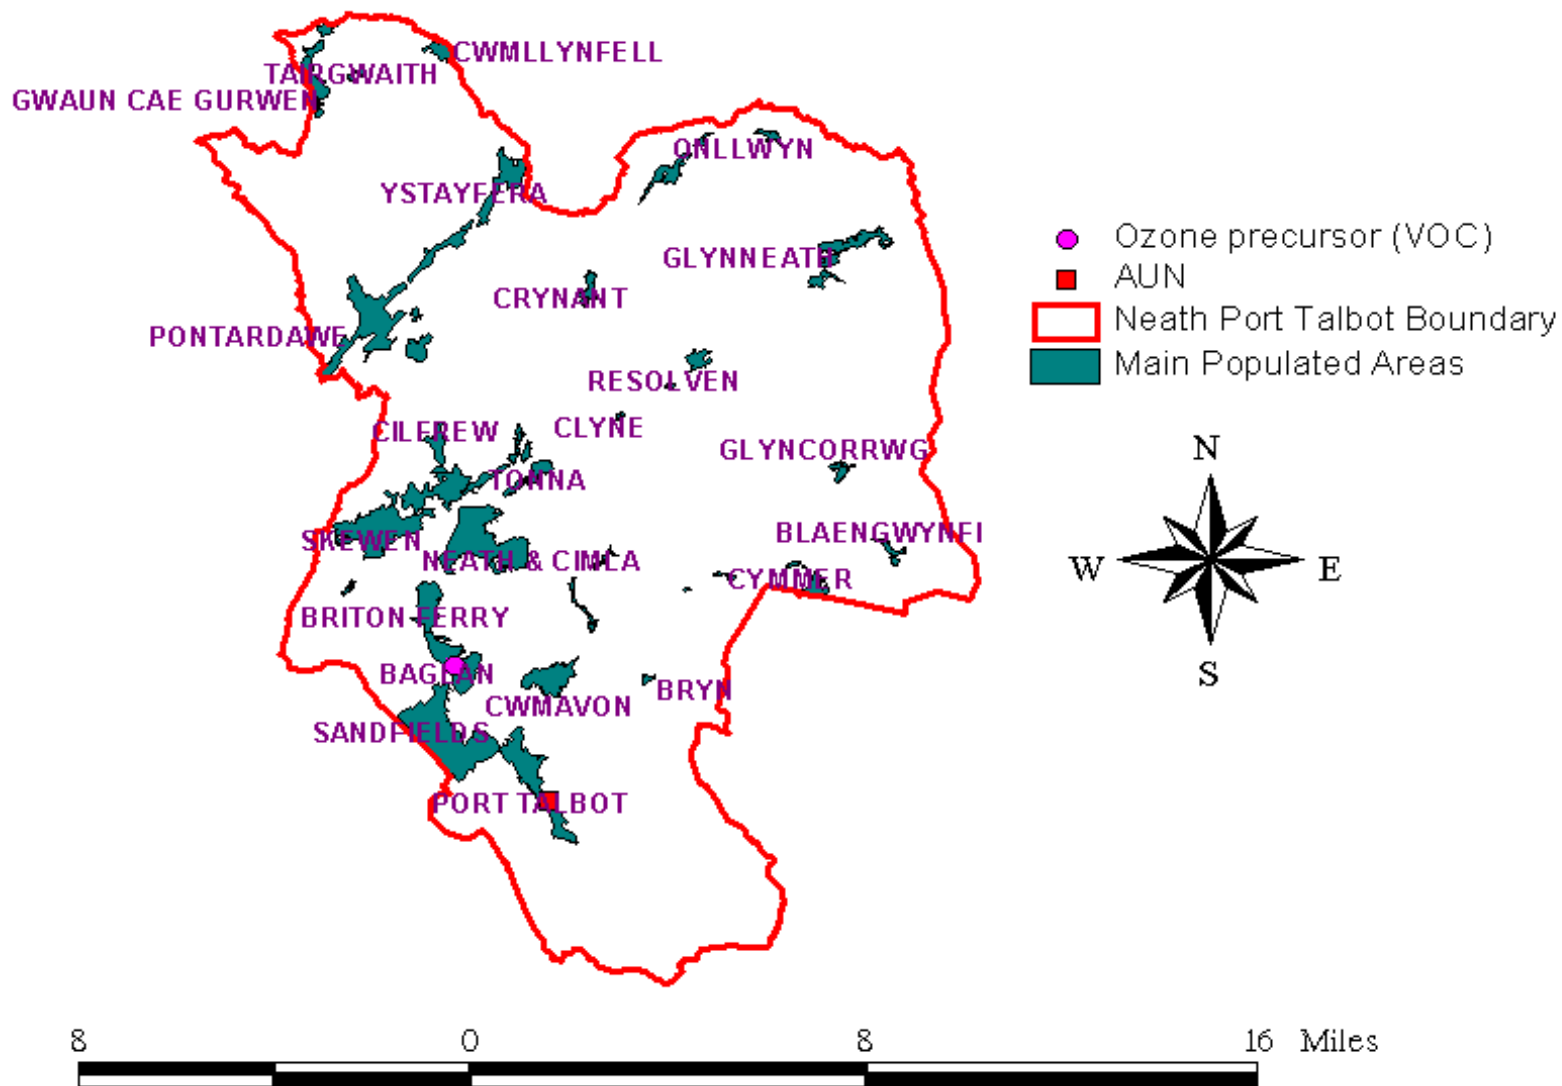 CWMLLYNFELL
TAIRGWAITH
GWAUN CAE GURWEN
ONLLWYN
YSTAYFERA
GLYNNEATH
CRYNANT
PONTARDAWE
RESOLVEN
CLYNE
CILFREW
GLYNCORRWG
TONNA
SKEWEN
BLAENGWYNFI
NEATH & CIMLA
CYMMER
BRITON FERRY
BAGLAN
BRYN
CWMAVON
SANDFIELDS
PORT TALBOT
Ozone precursor (VOC)
AUN
Neath Port Talbot Boundary
Main Populated Areas
N
W
E
S
8 0 8 16 Miles